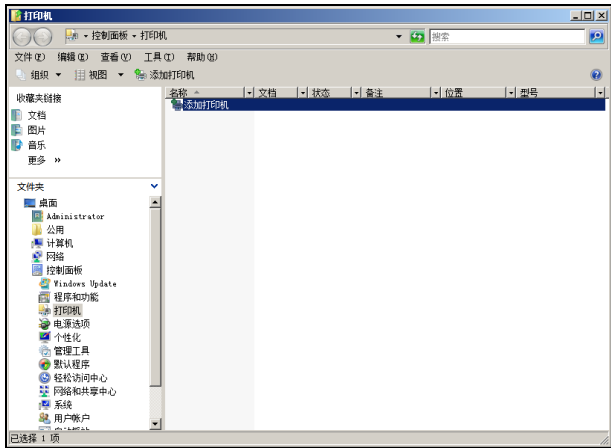 打印机
控制面板 打印机
搜索
文件(F) 编辑(E) 查看(V) 工具(T) 帮助(H)
组织 视图 添加打印机
收藏夹链接
文档
图片
音乐
更多 »
文件夹
桌面
Administrator
公用
计算机
网络
控制面板
Windows Update
程序和功能
打印机
电源选项
个性化
管理工具
默认程序
轻松访问中心
网络和共享中心
系统
用户帐户
名称 文档 状态 备注 位置 型号
添加打印机
已选择 1 项